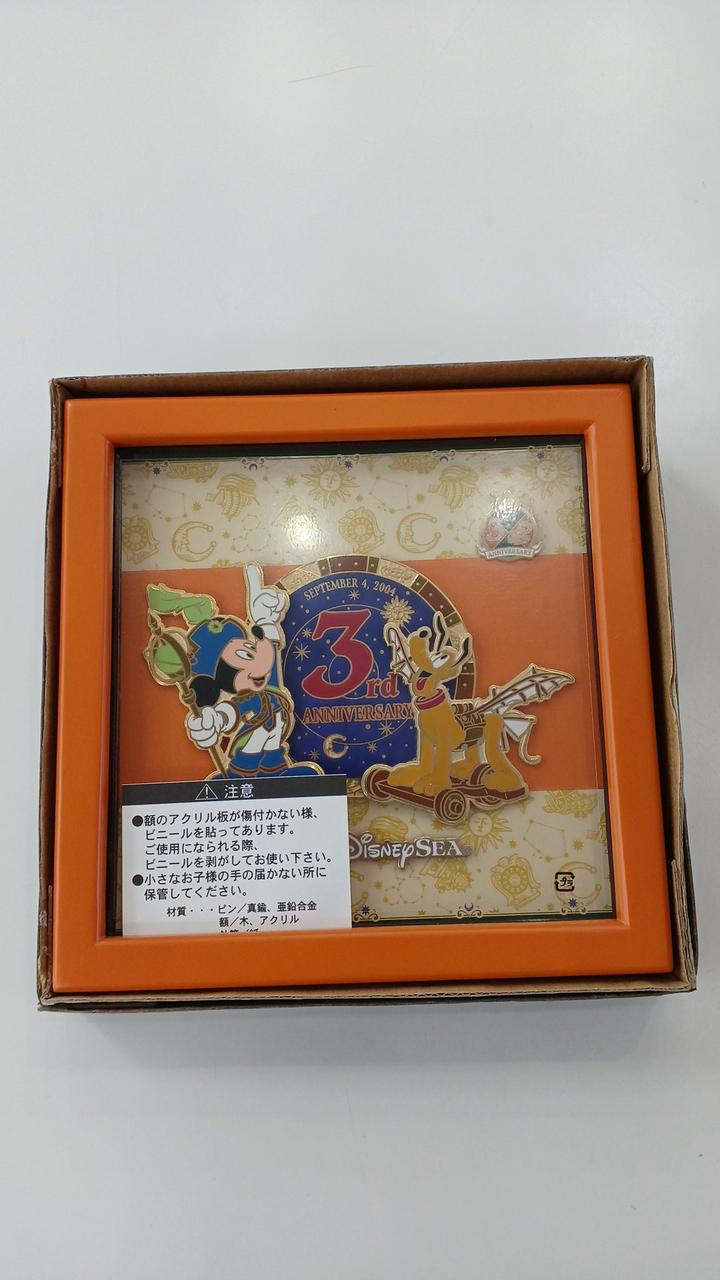 ANNIVERSARY
SEPTEMBER 4, 2004
3rd
ANNIVERSARY
⚠ 注意
●額のアクリル板が傷付かない様、
ビニールを貼ってあります。
ご使用になられる際、
ビニールを剥がしてお使い下さい。
●小さなお子様の手の届かない所に
保管してください。
材質・・・ピン／真鍮、亜鉛合金
額／木、アクリル
DISNEYSEA
プラ